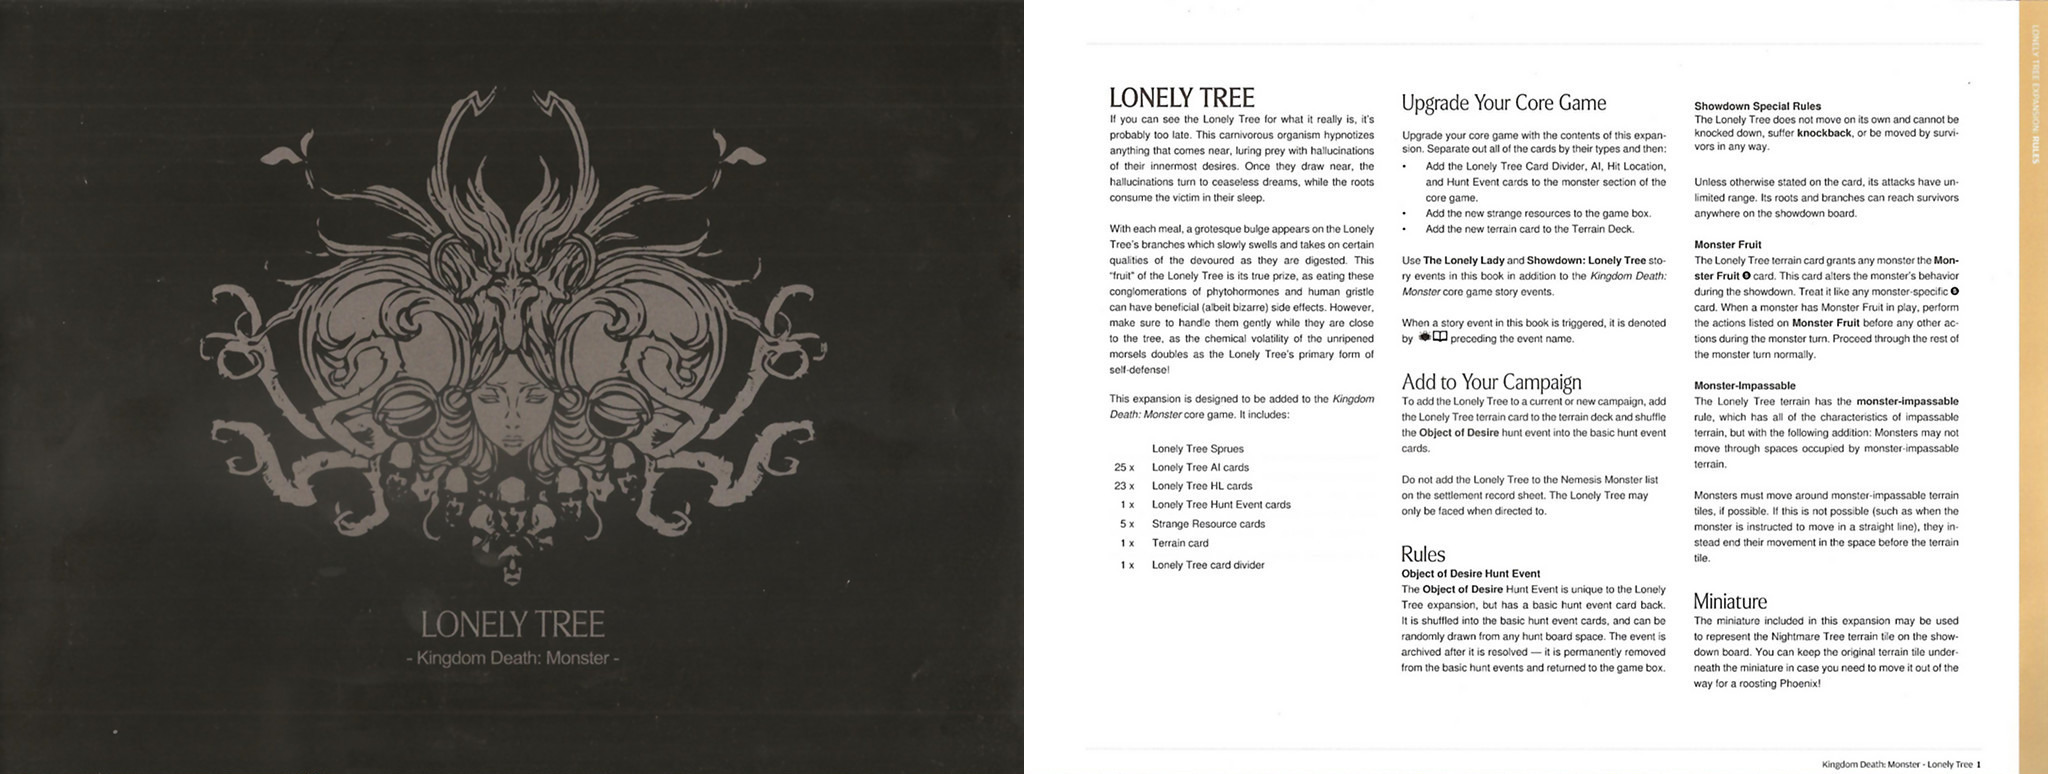 LONELY TREE
- Kingdom Death: Monster -
LONELY TREE
If you can see the Lonely Tree for what it really is, it's
probably too late. This carnivorous organism hypnotizes
anything that comes near, luring prey with hallucinations
of their innermost desires. Once they draw near, the
hallucinations turn to ceaseless dreams, while the roots
consume the victim in their sleep.
With each meal, a grotesque bulge appears on the Lonely
Tree's branches which slowly swells and takes on certain
qualities of the devoured as they are digested. This
"fruit" of the Lonely Tree is its true prize, as eating these
conglomerations of phytohormones and human gristle
can have beneficial (albeit bizarre) side effects. However,
make sure to handle them gently while they are close
to the tree, as the chemical volatility of the unripened
morsels doubles as the Lonely Tree's primary form of
self-defense!
This expansion is designed to be added to the Kingdom
Death: Monster core game. It includes:
Lonely Tree Sprues
25 x Lonely Tree AI cards
23 x Lonely Tree HL cards
1 x Lonely Tree Hunt Event cards
5 x Strange Resource cards
1 x Terrain card
1 x Lonely Tree card divider
Upgrade Your Core Game
Upgrade your core game with the contents of this expan-
sion. Separate out all of the cards by their types and then:
• Add the Lonely Tree Card Divider, AI, Hit Location,
and Hunt Event cards to the monster section of the
core game.
• Add the new strange resources to the game box.
• Add the new terrain card to the Terrain Deck.
Use The Lonely Lady and Showdown: Lonely Tree sto-
ry events in this book in addition to the Kingdom Death:
Monster core game story events.
When a story event in this book is triggered, it is denoted
by preceding the event name.
Add to Your Campaign
To add the Lonely Tree to a current or new campaign, add
the Lonely Tree terrain card to the terrain deck and shuffle
the Object of Desire hunt event into the basic hunt event
cards.
Do not add the Lonely Tree to the Nemesis Monster list
on the settlement record sheet. The Lonely Tree may
only be faced when directed to.
Rules
Object of Desire Hunt Event
The Object of Desire Hunt Event is unique to the Lonely
Tree expansion, but has a basic hunt event card back.
It is shuffled into the basic hunt event cards, and can be
randomly drawn from any hunt board space. The event is
archived after it is resolved — it is permanently removed
from the basic hunt events and returned to the game box.
Showdown Special Rules
The Lonely Tree does not move on its own and cannot be
knocked down, suffer knockback, or be moved by survi-
vors in any way.
Unless otherwise stated on the card, its attacks have un-
limited range. Its roots and branches can reach survivors
anywhere on the showdown board.
Monster Fruit
The Lonely Tree terrain card grants any monster the Mon-
ster Fruit card. This card alters the monster's behavior
during the showdown. Treat it like any monster-specific
card. When a monster has Monster Fruit in play, perform
the actions listed on Monster Fruit before any other ac-
tions during the monster turn. Proceed through the rest of
the monster turn normally.
Monster-Impassable
The Lonely Tree terrain has the monster-impassable
rule, which has all of the characteristics of impassable
terrain, but with the following addition: Monsters may not
move through spaces occupied by monster-impassable
terrain.
Monsters must move around monster-impassable terrain
tiles, if possible. If this is not possible (such as when the
monster is instructed to move in a straight line), they in-
stead end their movement in the space before the terrain
tile.
Miniature
The miniature included in this expansion may be used
to represent the Nightmare Tree terrain tile on the show-
down board. You can keep the original terrain tile under-
neath the miniature in case you need to move it out of the
way for a roosting Phoenix!
LONELY TREE EXPANSION: RULES
Kingdom Death: Monster - Lonely Tree 1